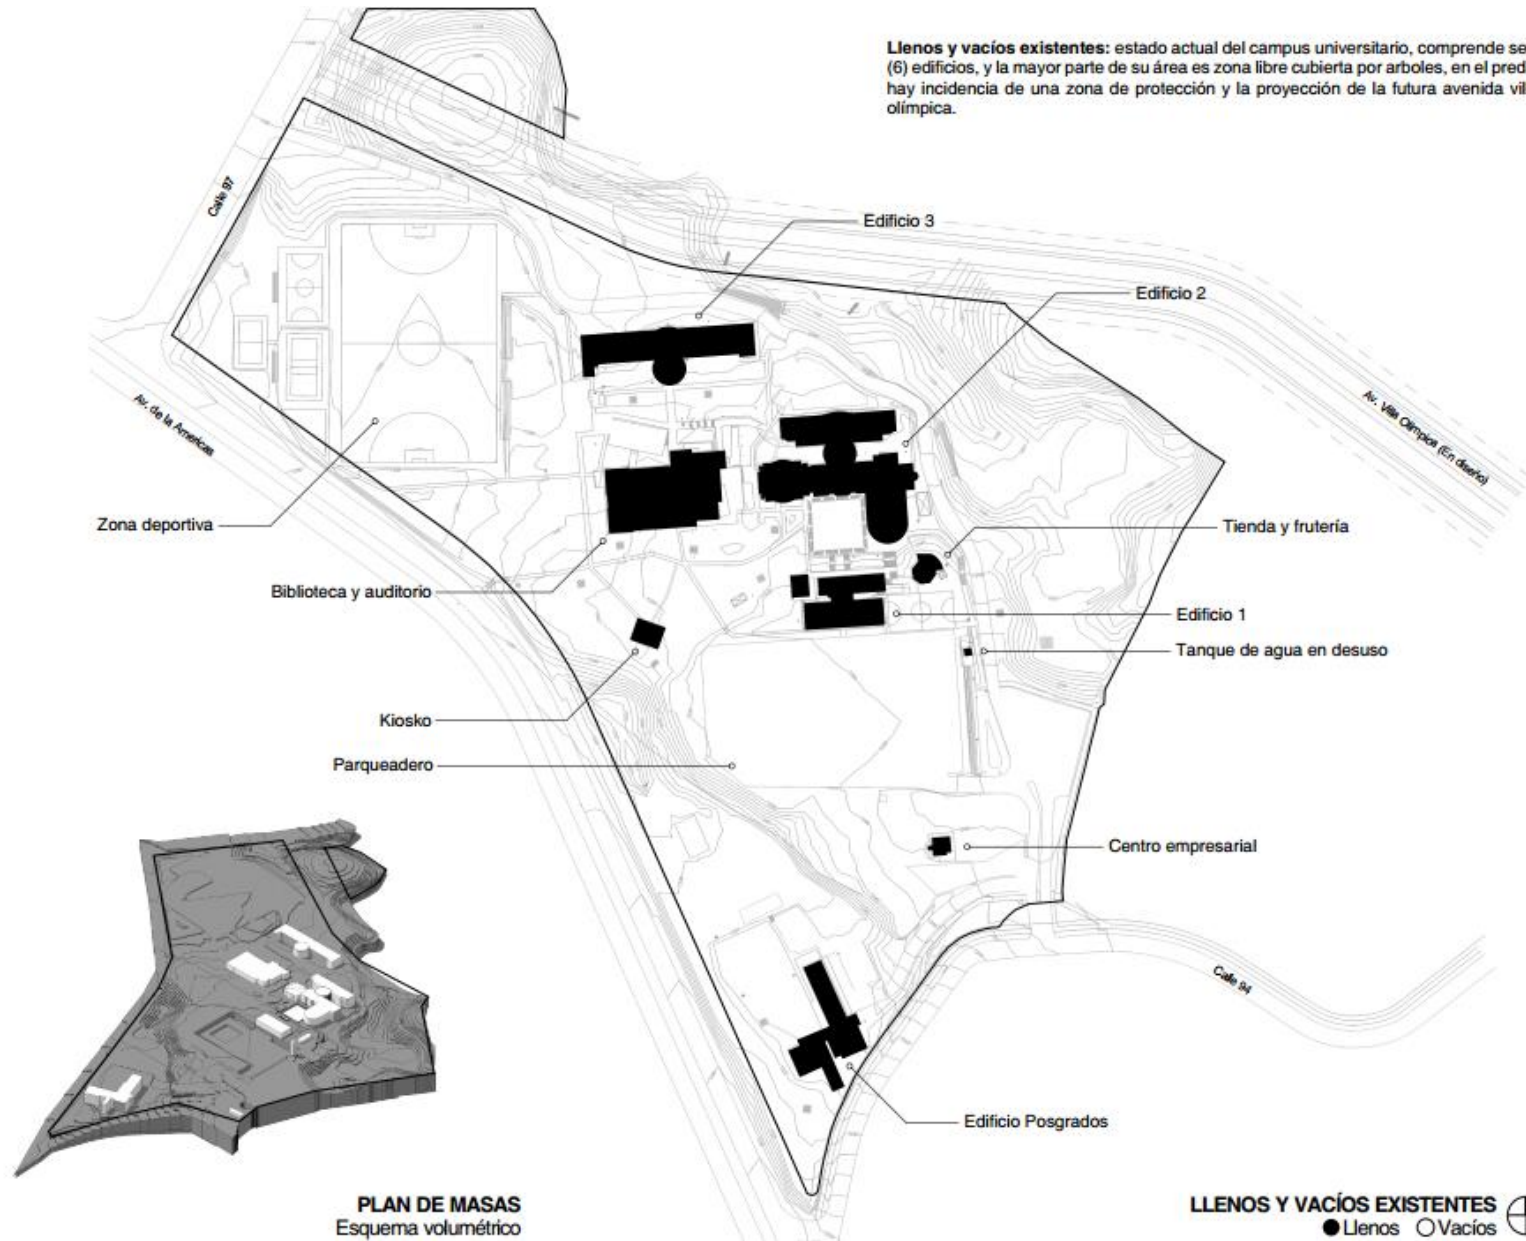 Llenos y vacíos existentes: estado actual del campus universitario, comprende se
(6) edificios, y la mayor parte de su área es zona libre cubierta por arboles, en el pred
hay incidencia de una zona de protección y la proyección de la futura avenida vil
olímpica.
Calle 97
Edificio 3
Edificio 2
Av. de la Americas
Av. Villa Olímpica (En diseño)
Zona deportiva
Tienda y frutería
Biblioteca y auditorio
Edificio 1
Tanque de agua en desuso
Kiosko
Parqueadero
Centro empresarial
Calle 94
Edificio Posgrados
PLAN DE MASAS
Esquema volumétrico
LLENOS Y VACÍOS EXISTENTES
Llenos Vacíos